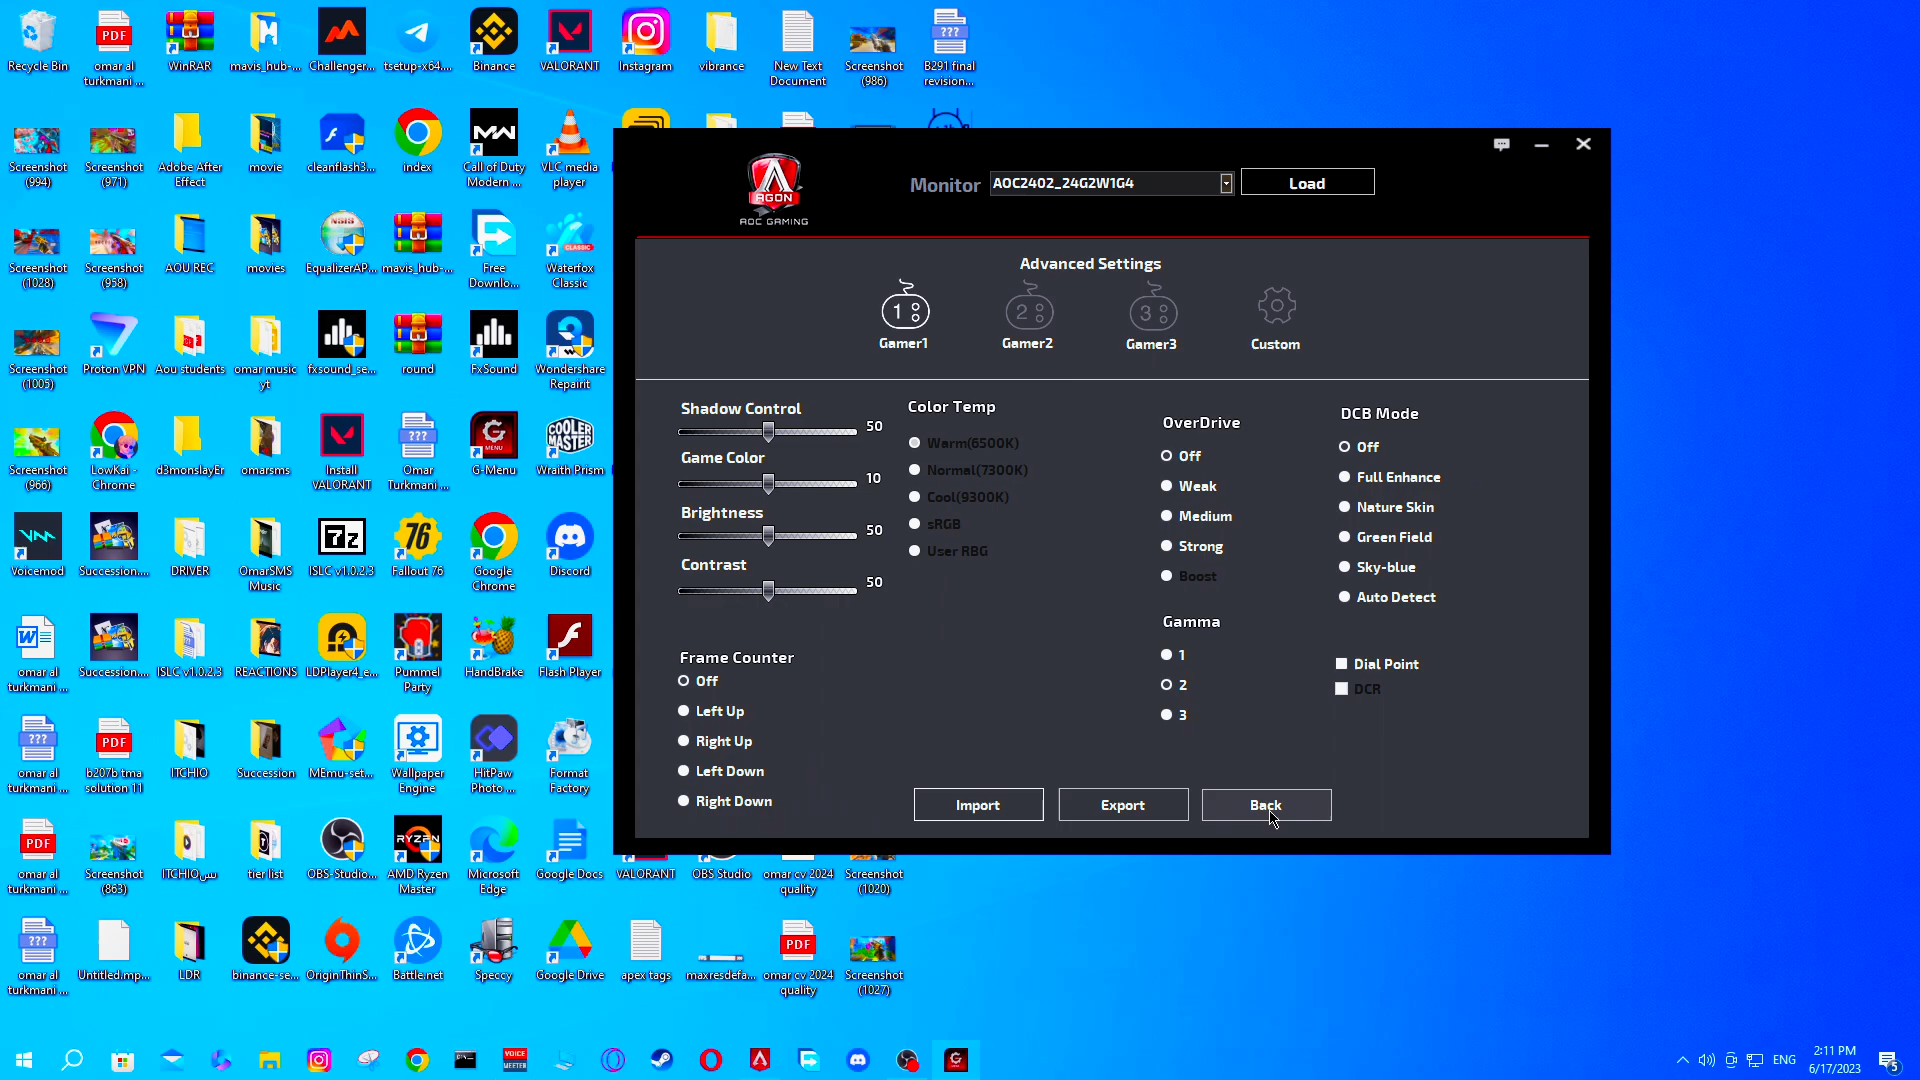 Recycle Bin
omar al
turkmani ...
WinRAR
mavis_hub-...
Challenger...
tsetup-x64....
Binance
VALORANT
Instagram
vibrance
New Text
Document
Screenshot
(986)
B291 final
revision...
Screenshot
(994)
Screenshot
(971)
Adobe After
Effect
movie
cleanflash3...
index
Call of Duty
Modern ...
VLC media
player
Screenshot
(1028)
Screenshot
(958)
AOU REC
movies
EqualizerAP...
mavis_hub-...
Free
Downlo...
Waterfox
Classic
Screenshot
(1005)
Proton VPN
Aou students
omar music
yt
fxsound_se...
round
FxSound
Wondershare
Repairit
Screenshot
(966)
LowKai -
Chrome
d3monslayEr
omarsms
Install
VALORANT
Omar
Turkmani ...
G-Menu
Wraith Prism
Voicemod
Succession....
DRIVER
OmarSMS
Music
ISLC v1.0.2.3
Fallout 76
Google
Chrome
Discord
omar al
turkmani ...
Succession....
ISLC v1.0.2.3
REACTIONS
LDPlayer4_e...
Pummel
Party
HandBrake
Flash Player
omar al
turkmani ...
b207b tma
solution 11
ITCHIO
Succession
MEmu-set...
Wallpaper
Engine
HitPaw
Photo ...
Format
Factory
omar al
turkmani ...
Screenshot
(863)
ITCHIOس
tier list
OBS-Studio...
AMD Ryzen
Master
Microsoft
Edge
Google Docs
VALORANT
OBS Studio
omar cv 2024
quality
Screenshot
(1020)
omar al
turkmani ...
Untitled.mp...
LDR
binance-se...
OriginThinS...
Battle.net
Speccy
Google Drive
apex tags
maxresdefa...
omar cv 2024
quality
Screenshot
(1027)
AGON
AOC GAMING
Monitor
AOC2402_24G2W1G4
Load
Advanced Settings
1
2
3
Gamer1
Gamer2
Gamer3
Custom
Shadow Control
50
Game Color
10
Brightness
50
Contrast
50
Frame Counter
Off
Left Up
Right Up
Left Down
Right Down
Color Temp
Warm(6500K)
Normal(7300K)
Cool(9300K)
sRGB
User RBG
OverDrive
Off
Weak
Medium
Strong
Boost
Gamma
1
2
3
DCB Mode
Off
Full Enhance
Nature Skin
Green Field
Sky-blue
Auto Detect
Dial Point
DCR
Import
Export
Back
VOICE
MEETER
ENG
2:11 PM
6/17/2023
5